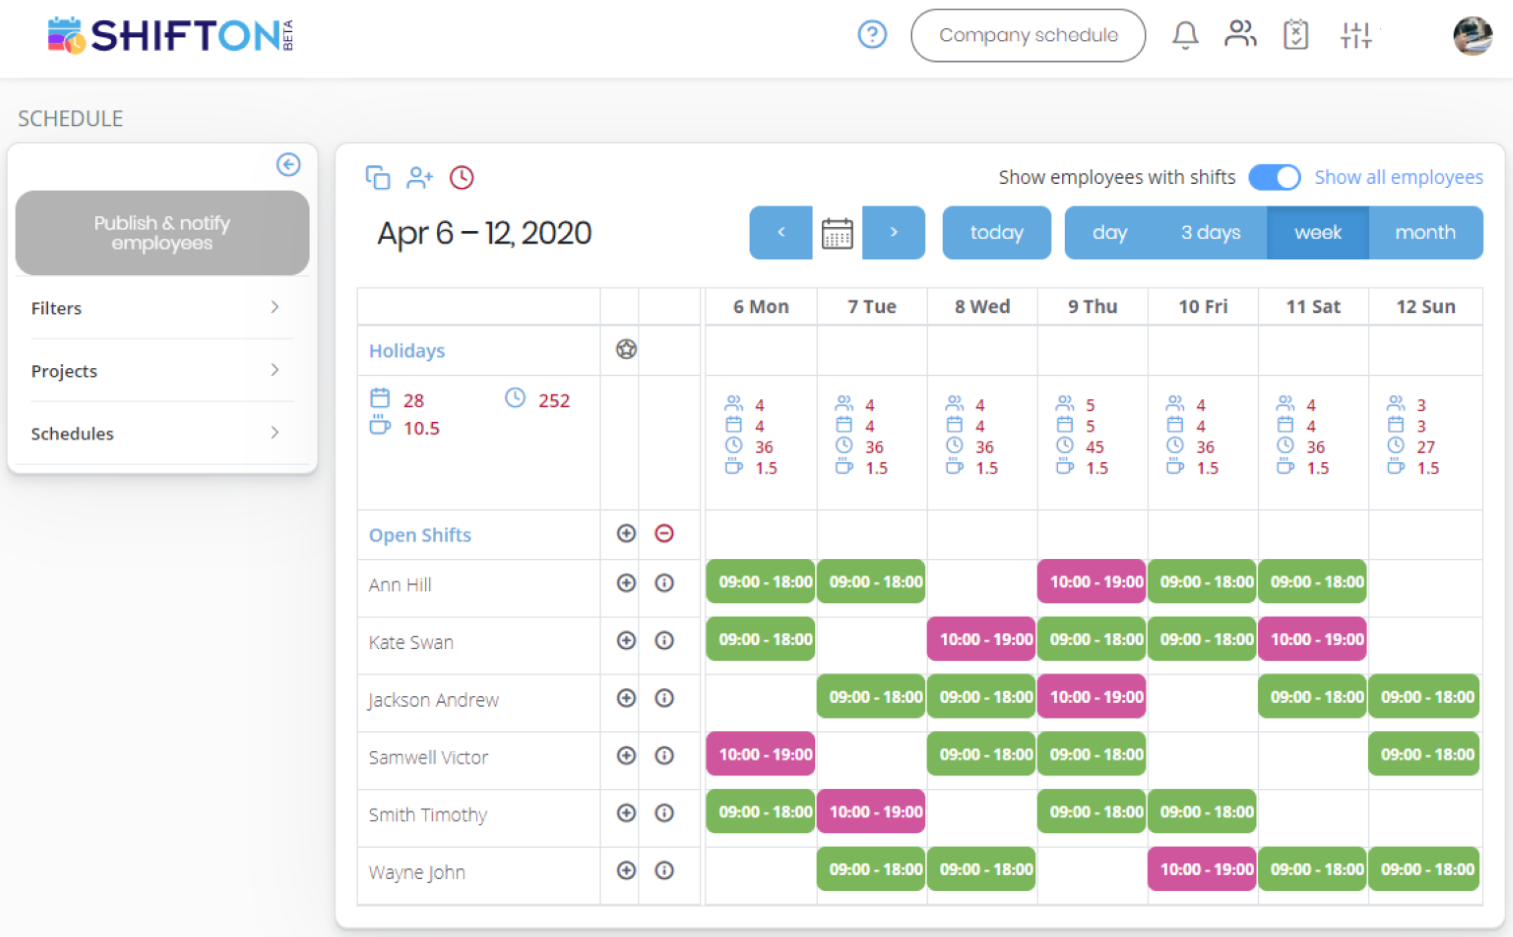 SHIFTON BETA
Company schedule
SCHEDULE
Publish & notify
employees
Filters
Projects
Schedules
Show employees with shifts Show all employees
Apr 6 – 12, 2020
< > today day 3 days week month
6 Mon 7 Tue 8 Wed 9 Thu 10 Fri 11 Sat 12 Sun
Holidays
28 252
10.5
4 4 4 5 4 4 3
4 4 4 5 4 4 3
36 36 36 45 36 36 27
1.5 1.5 1.5 1.5 1.5 1.5 1.5
Open Shifts
Ann Hill 09:00 - 18:00 09:00 - 18:00 10:00 - 19:00 09:00 - 18:00 09:00 - 18:00
Kate Swan 09:00 - 18:00 10:00 - 19:00 09:00 - 18:00 09:00 - 18:00 10:00 - 19:00
Jackson Andrew 09:00 - 18:00 09:00 - 18:00 10:00 - 19:00 09:00 - 18:00 09:00 - 18:00
Samwell Victor 10:00 - 19:00 09:00 - 18:00 09:00 - 18:00 09:00 - 18:00
Smith Timothy 09:00 - 18:00 10:00 - 19:00 09:00 - 18:00 09:00 - 18:00
Wayne John 09:00 - 18:00 09:00 - 18:00 10:00 - 19:00 09:00 - 18:00 09:00 - 18:00